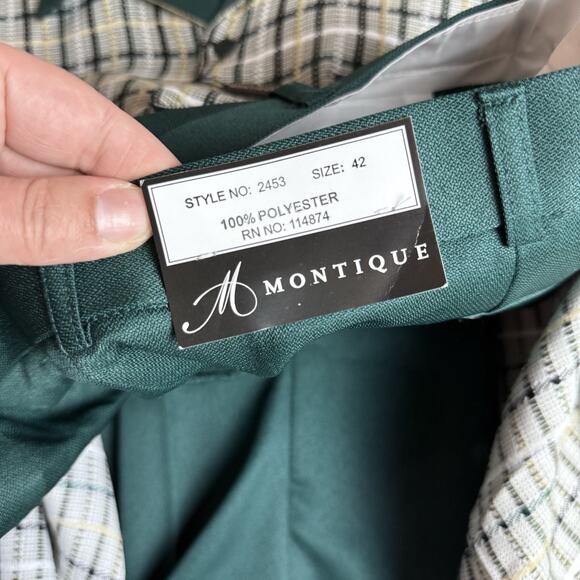 STYLE NO: 2453 SIZE: 42
100% POLYESTER
RN NO: 114874
M MONTIQUE